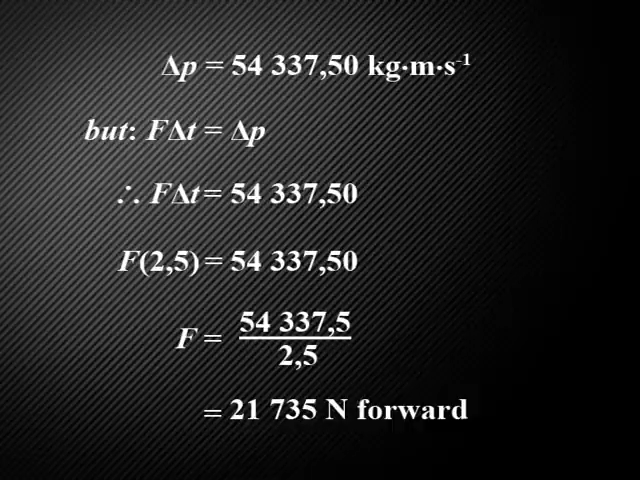 Δp = 54 337,50 kg·m·s⁻¹
but: FΔt = Δp
∴ FΔt = 54 337,50
F(2,5) = 54 337,50
F = 54 337,5
2,5
= 21 735 N forward